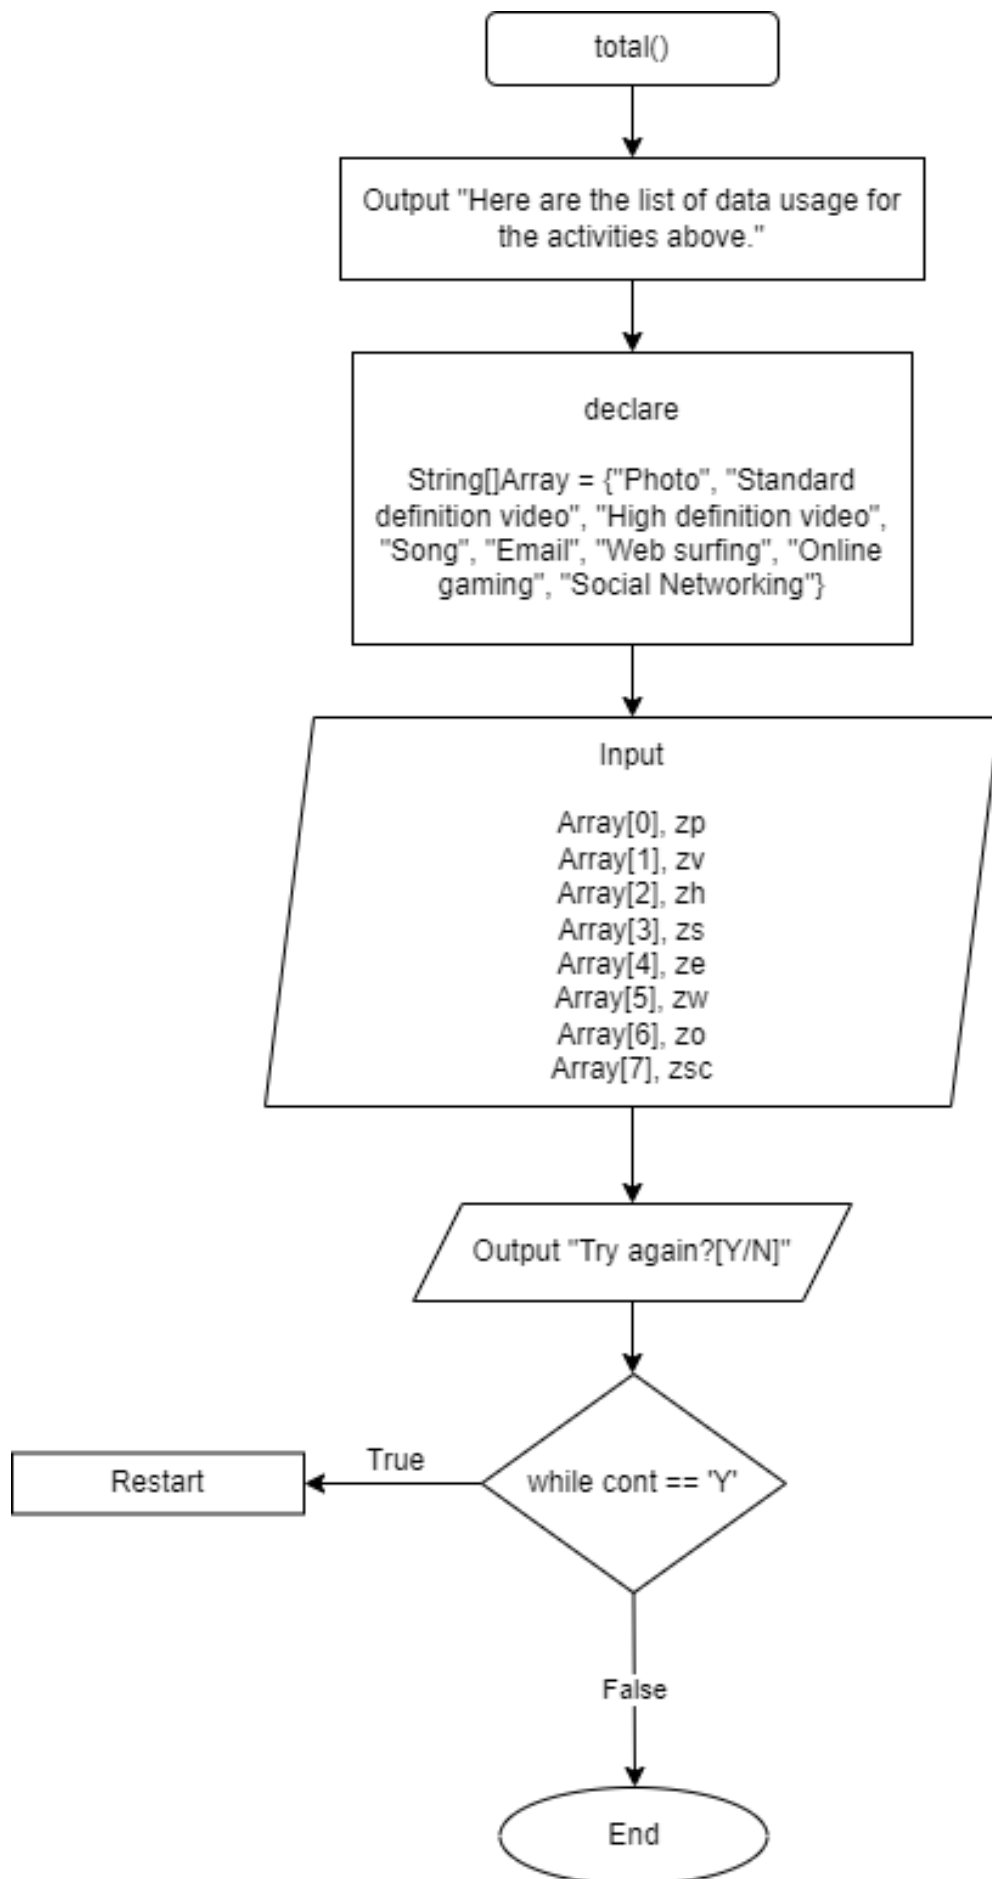 total()
Output "Here are the list of data usage for
the activities above."
declare
String[]Array = {"Photo", "Standard
definition video", "High definition video",
"Song", "Email", "Web surfing", "Online
gaming", "Social Networking"}
Input
Array[0], zp
Array[1], zv
Array[2], zh
Array[3], zs
Array[4], ze
Array[5], zw
Array[6], zo
Array[7], zsc
Output "Try again?[Y/N]"
while cont == 'Y'
True
Restart
False
End